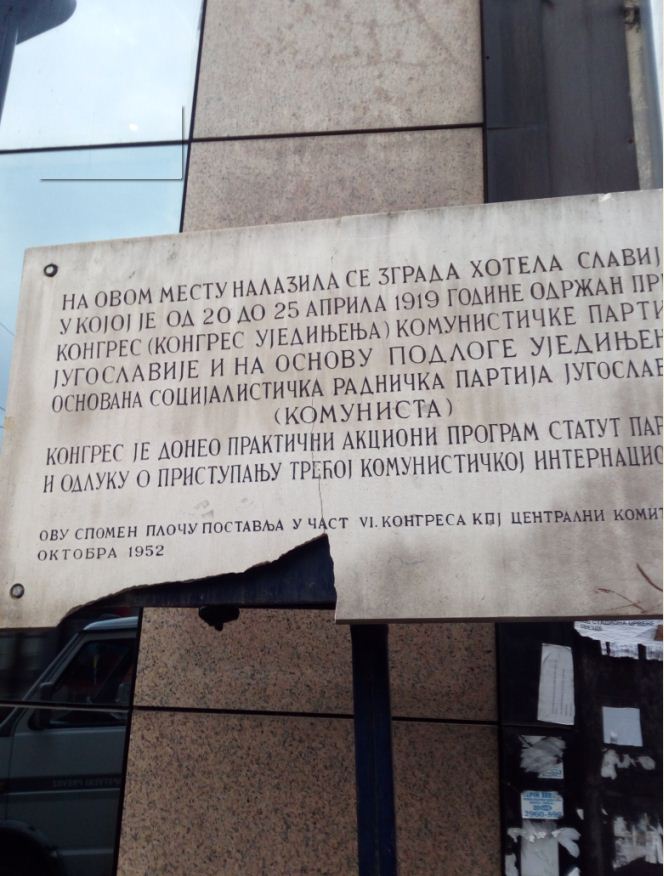 НА ОВОМ МЕСТУ НАЛАЗИЛА СЕ ЗГРАДА ХОТЕЛА СЛАВИЈ
У КОЈОЈ ЈЕ ОД 20 ДО 25 АПРИЛА 1919 ГОДИНЕ ОДРЖАН ПР
КОНГРЕС (КОНГРЕС УЈЕДИЊЕЊА) КОМУНИСТИЧКЕ ПАРТИ
ЈУГОСЛАВИЈЕ И НА ОСНОВУ ПОДЛОГЕ УЈЕДИЊЕ
ОСНОВАНА СОЦИЈАЛИСТИЧКА РАДНИЧКА ПАРТИЈА ЈУГОСЛАВ
(КОМУНИСТА)
КОНГРЕС ЈЕ ДОНЕО ПРАКТИЧНИ АКЦИОНИ ПРОГРАМ СТАТУТ ПАР
И ОДЛУКУ О ПРИСТУПАЊУ ТРЕЋОЈ КОМУНИСТИЧКОЈ ИНТЕРНАЦИО
ОВУ СПОМЕН ПЛОЧУ ПОСТАВЉА У ЧАСТ VI. КОНГРЕСА КПЈ ЦЕНТРАЛНИ КОМИТ
ОКТОБРА 1952